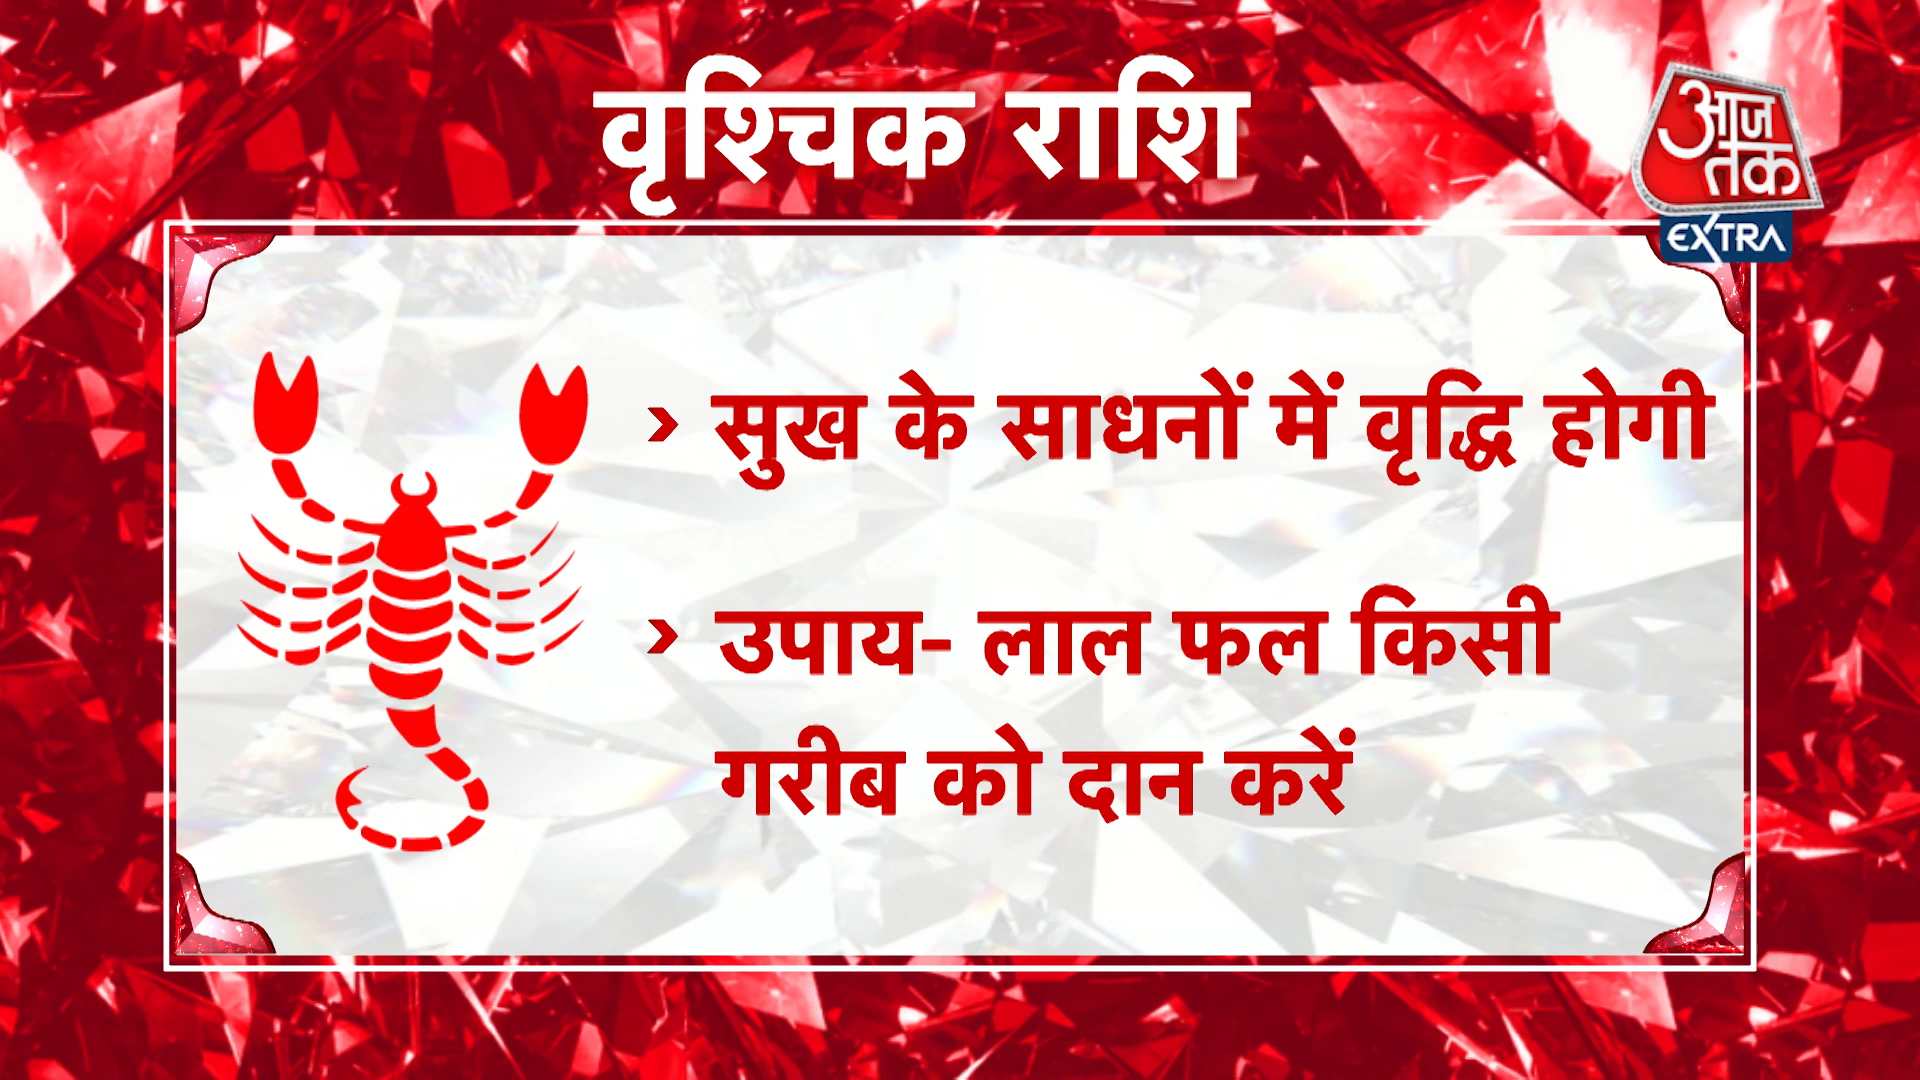 वृश्चिक राशि
आज
तक
EXTRA
› सुख के साधनों में वृद्धि होगी
› उपाय- लाल फल किसी
गरीब को दान करें